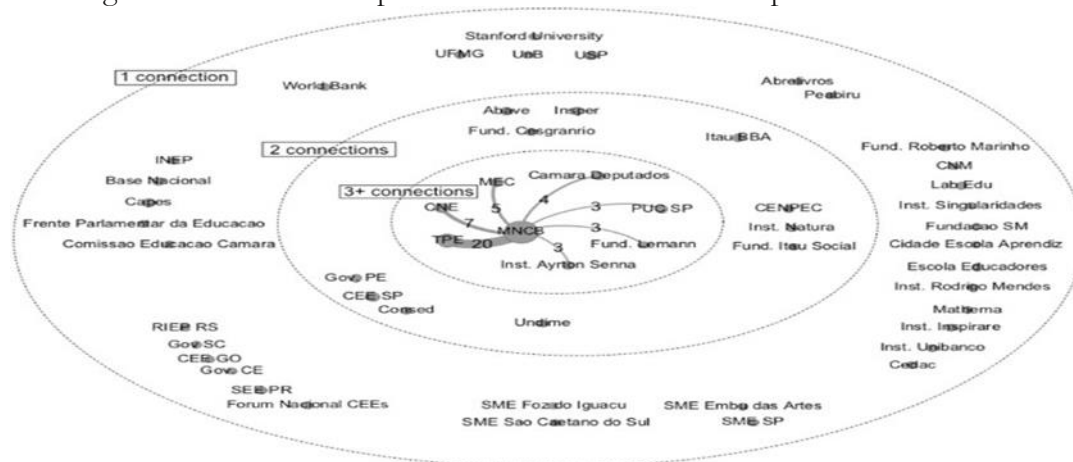 Stanford University
UFMG UnB USP
1 connection
World Bank
Abrelivros
Peabiru
Abave Insper
Fund. Cesgranrio
Itau BBA
2 connections
INEP
Base Nacional
Capes
Frente Parlamentar da Educacao
Comissao Educacao Camara
3+ connections
MEC
Camara Deputados
CNE
PUC SP
TPE
MNCB
Fund. Lemann
Inst. Ayrton Senna
20
7
5
4
3
3
3
CENPEC
Inst. Natura
Fund. Itau Social
Fund. Roberto Marinho
CNM
Lab Edu
Inst. Singularidades
Fundacao SM
Cidade Escola Aprendiz
Escola Educadores
Inst. Rodrigo Mendes
Mathema
Inst. Inspirare
Inst. Unibanco
Cedac
Gov. PE
CEE SP
Consed
Undime
RIEP RS
Gov SC
CEE GO
Gov. CE
SEE PR
Forum Nacional CEEs
SME Foz do Iguacu
SME Sao Caetano do Sul
SME Embu das Artes
SME SP